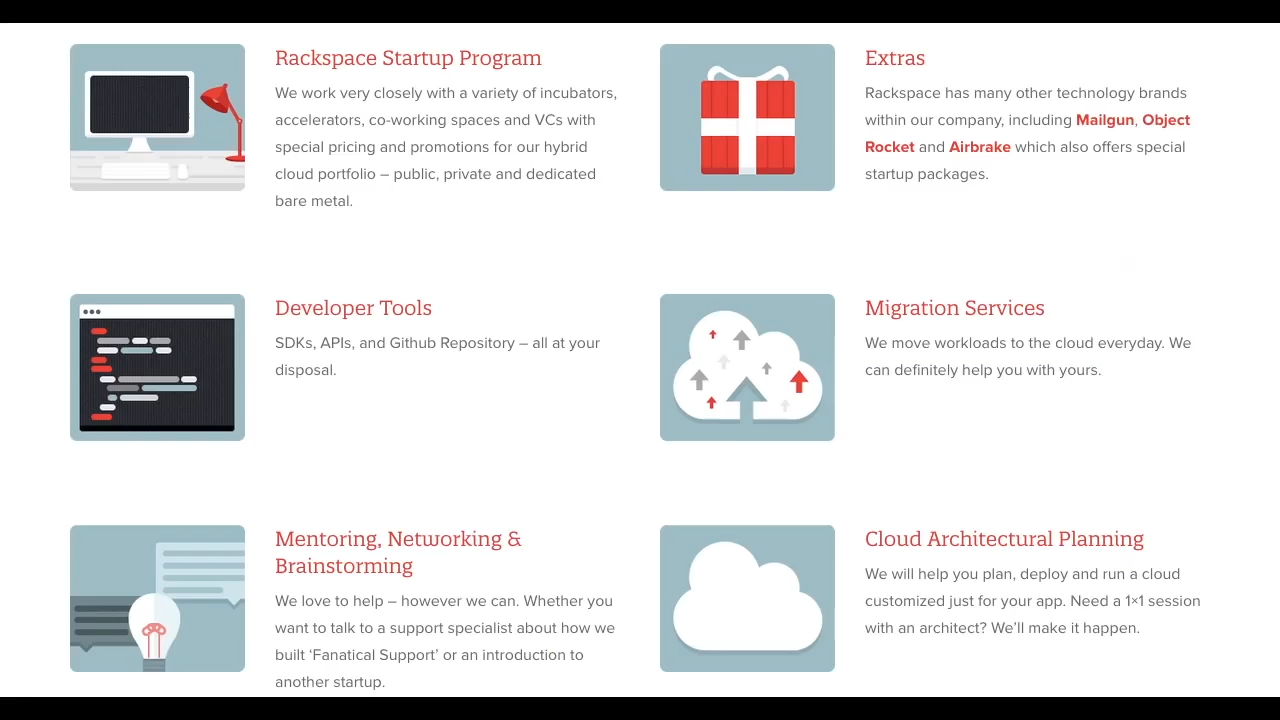 Rackspace Startup Program
We work very closely with a variety of incubators,
accelerators, co-working spaces and VCs with
special pricing and promotions for our hybrid
cloud portfolio – public, private and dedicated
bare metal.
Extras
Rackspace has many other technology brands
within our company, including Mailgun, Object
Rocket and Airbrake which also offers special
startup packages.
Developer Tools
SDKs, APIs, and Github Repository – all at your
disposal.
Migration Services
We move workloads to the cloud everyday. We
can definitely help you with yours.
Mentoring, Networking &
Brainstorming
We love to help – however we can. Whether you
want to talk to a support specialist about how we
built ‘Fanatical Support’ or an introduction to
another startup.
Cloud Architectural Planning
We will help you plan, deploy and run a cloud
customized just for your app. Need a 1×1 session
with an architect? We’ll make it happen.